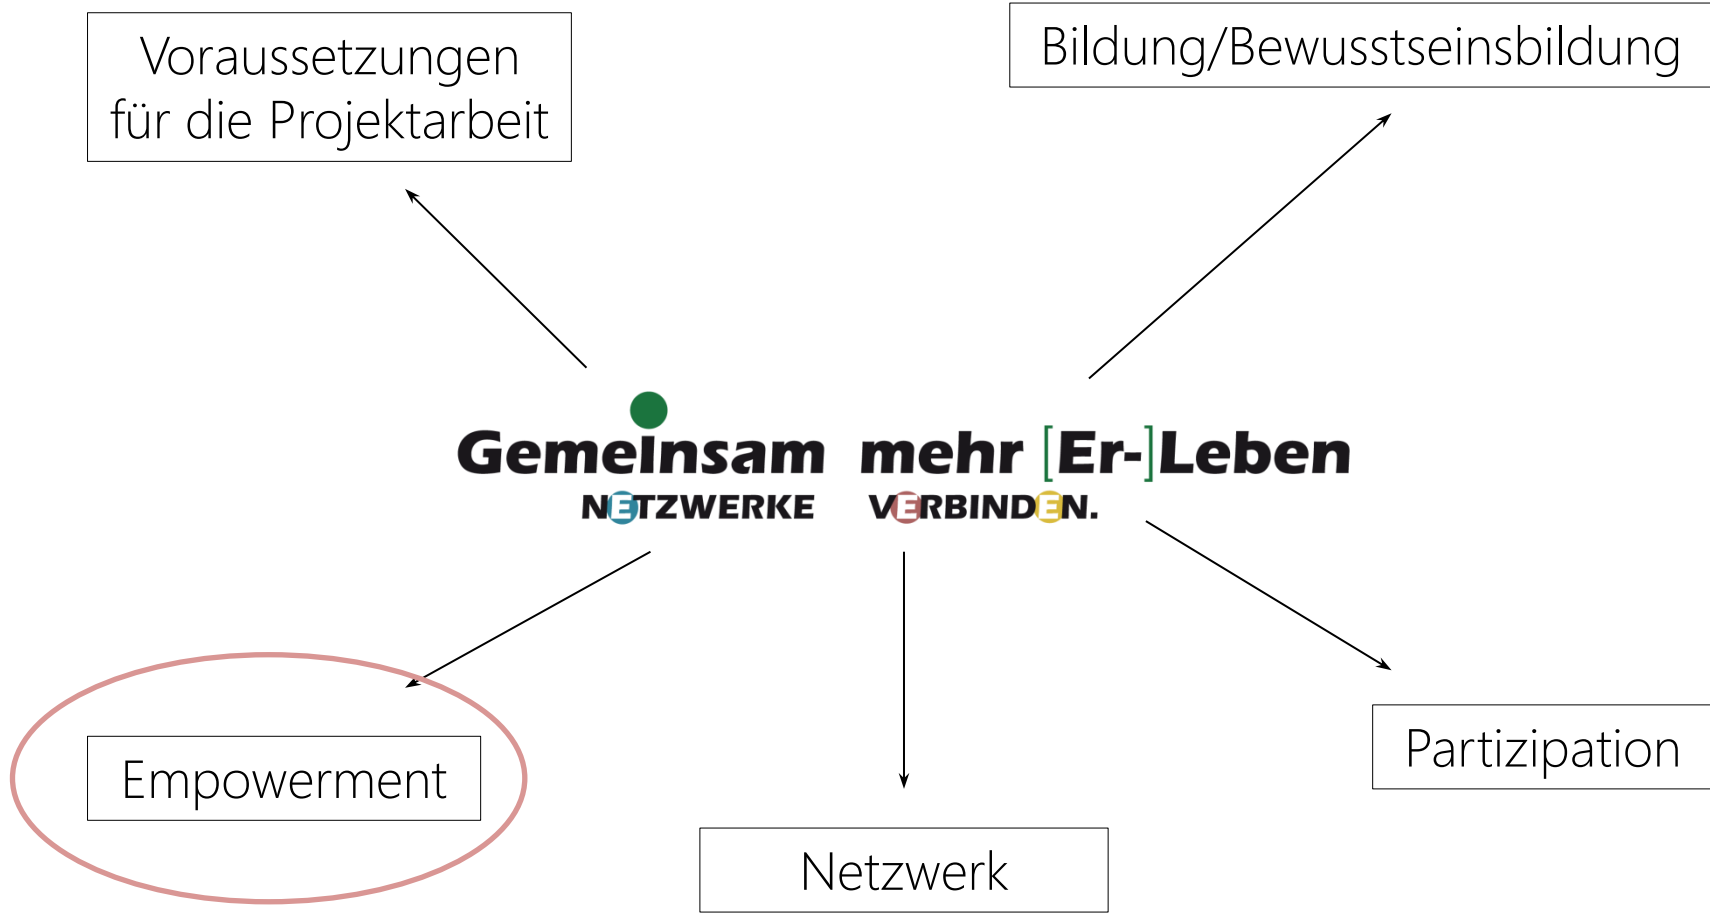 Voraussetzungen
für die Projektarbeit
Bildung/Bewusstseinsbildung
GemeInsam mehr [Er-]Leben
NETZWERKE VERBINDEN.
Empowerment
Partizipation
Netzwerk